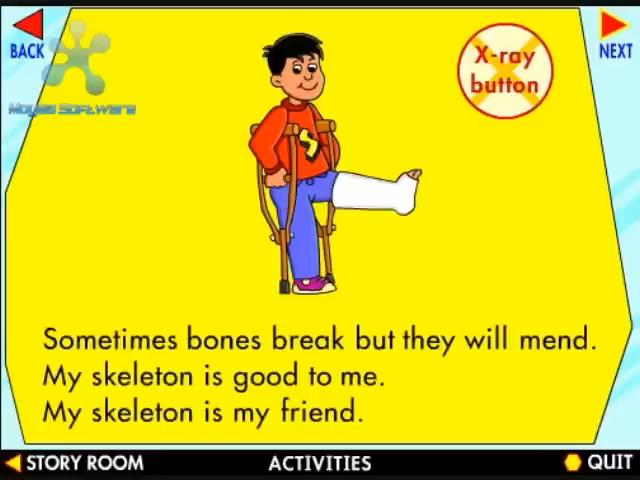 BACK
X-ray
button
NEXT
Sometimes bones break but they will mend.
My skeleton is good to me.
My skeleton is my friend.
STORY ROOM
ACTIVITIES
QUIT